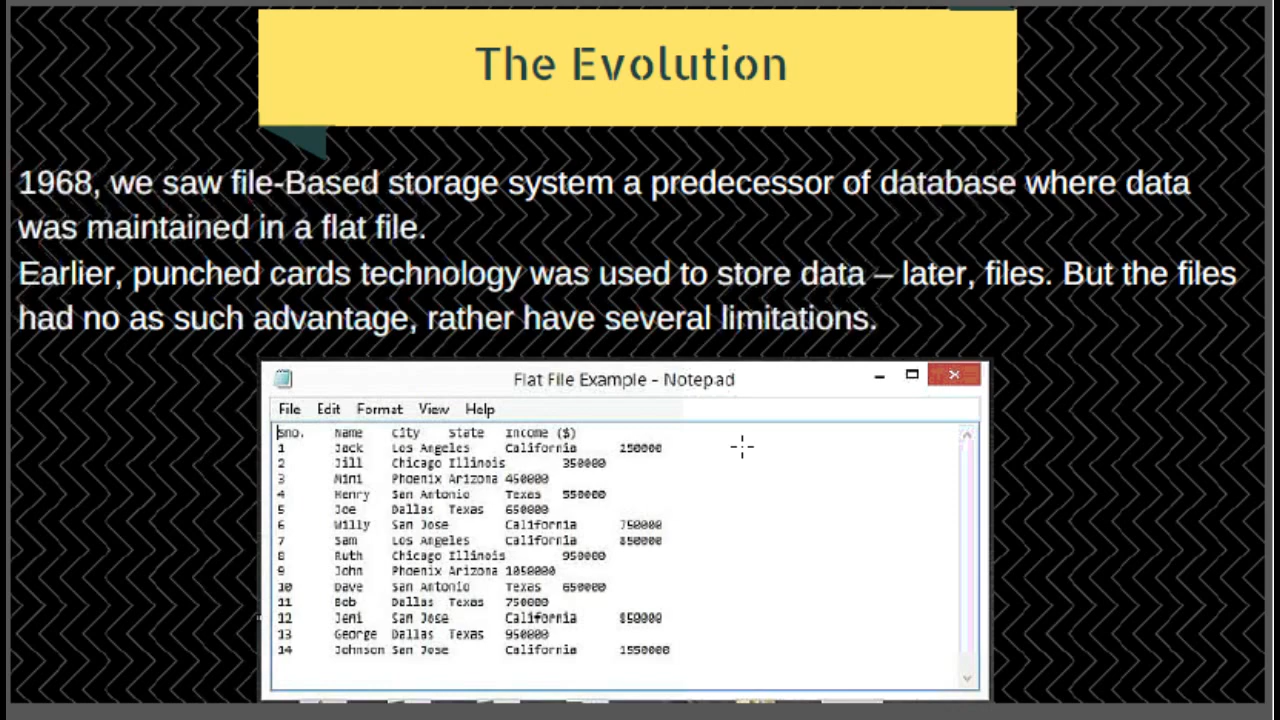 The Evolution
1968, we saw file-Based storage system a predecessor of database where data
was maintained in a flat file.
Earlier, punched cards technology was used to store data – later, files. But the files
had no as such advantage, rather have several limitations.
Flat File Example - Notepad
File Edit Format View Help
Sno. Name City State Income ($)
1 Jack Los Angeles California 250000
2 Jill Chicago Illinois 350000
3 Mini Phoenix Arizona 450000
4 Henry San Antonio Texas 550000
5 Joe Dallas Texas 650000
6 Willy San Jose California 750000
7 Sam Los Angeles California 850000
8 Ruth Chicago Illinois 950000
9 John Phoenix Arizona 1050000
10 Dave San Antonio Texas 650000
11 Bob Dallas Texas 750000
12 Jeni San Jose California 850000
13 George Dallas Texas 950000
14 Johnson San Jose California 1550000